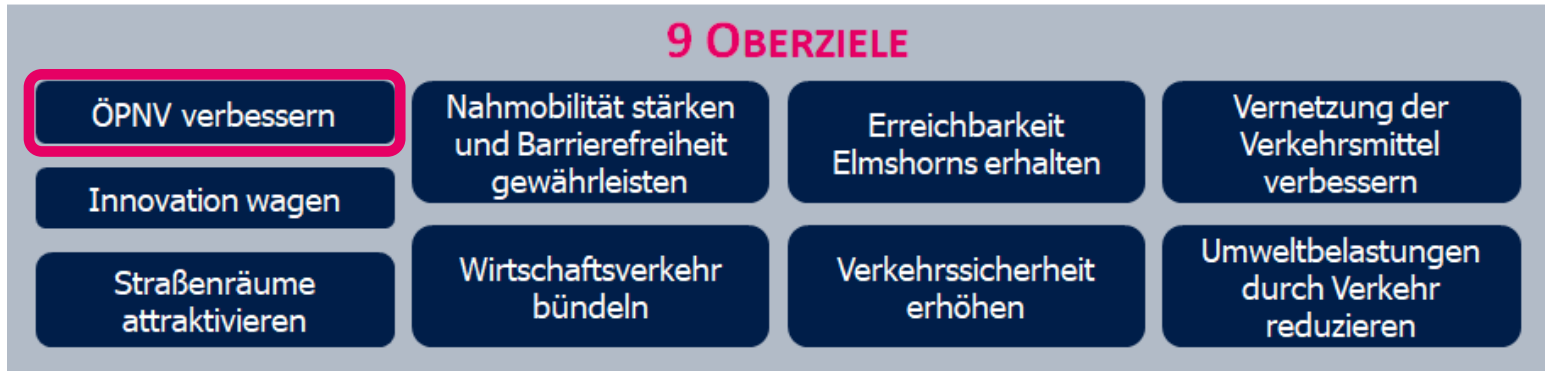 9 OBERZIELE
ÖPNV verbessern
Innovation wagen
Straßenräume
attraktivieren
Nahmobilität stärken
und Barrierefreiheit
gewährleisten
Wirtschaftsverkehr
bündeln
Erreichbarkeit
Elmshorns erhalten
Verkehrssicherheit
erhöhen
Vernetzung der
Verkehrsmittel
verbessern
Umweltbelastungen
durch Verkehr
reduzieren